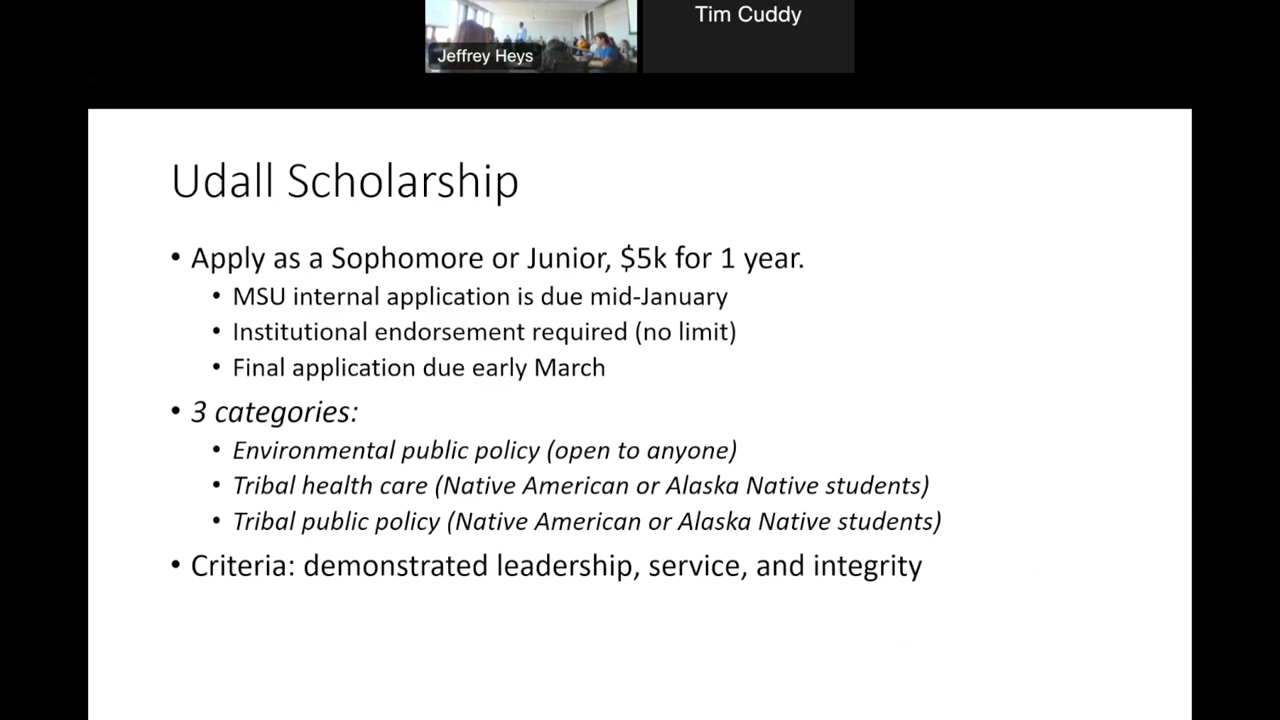 Tim Cuddy
Jeffrey Heys
Udall Scholarship
• Apply as a Sophomore or Junior, $5k for 1 year.
• MSU internal application is due mid-January
• Institutional endorsement required (no limit)
• Final application due early March
• 3 categories:
• Environmental public policy (open to anyone)
• Tribal health care (Native American or Alaska Native students)
• Tribal public policy (Native American or Alaska Native students)
• Criteria: demonstrated leadership, service, and integrity